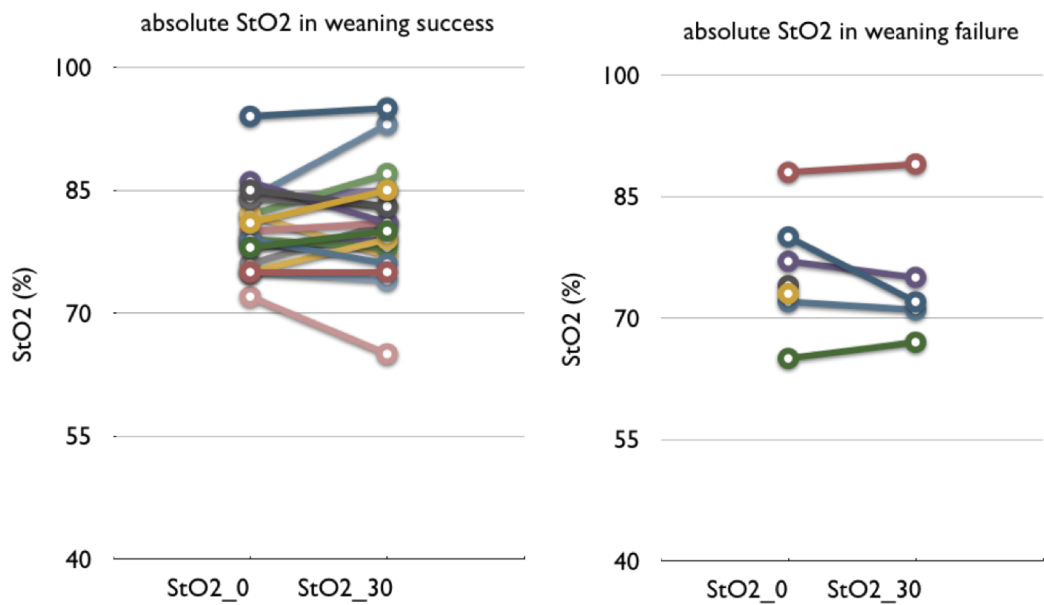 absolute StO2 in weaning success
100
85
70
55
40
StO2 (%)
StO2_0 StO2_30
absolute StO2 in weaning failure
100
85
70
55
40
StO2 (%)
StO2_0 StO2_30